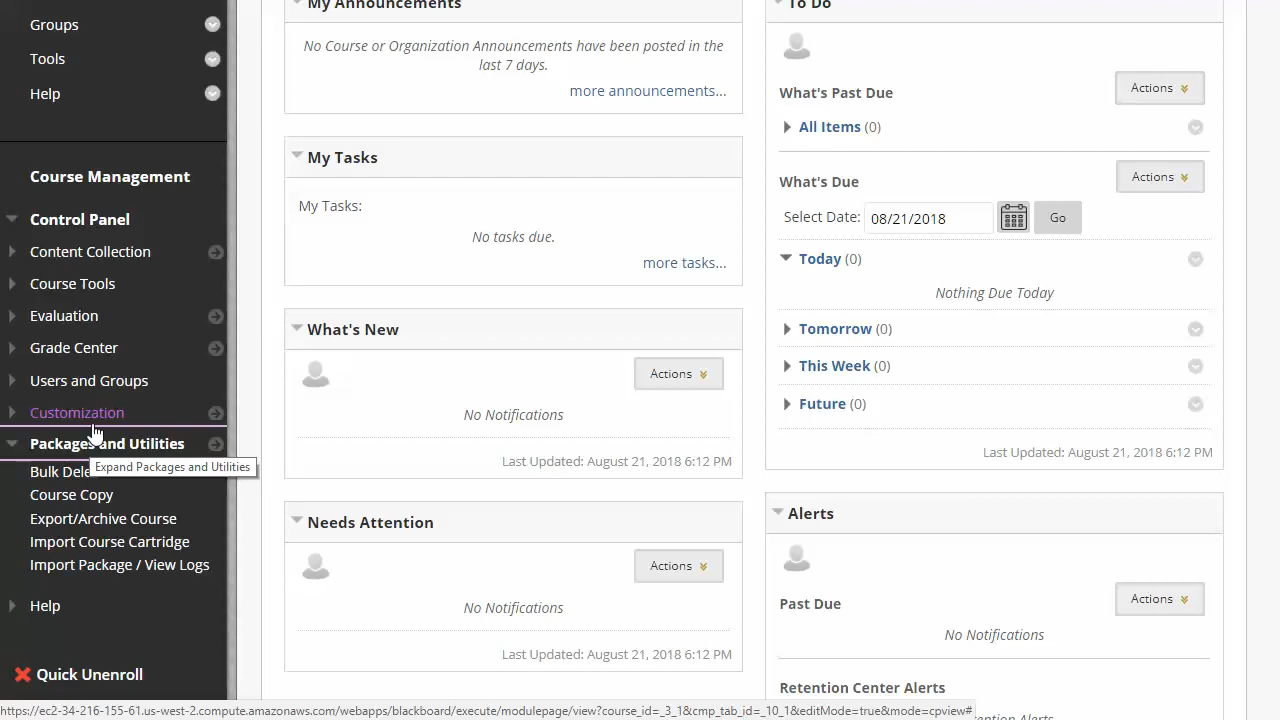 Groups
Tools
Help
Course Management
Control Panel
Content Collection
Course Tools
Evaluation
Grade Center
Users and Groups
Customization
Packages and Utilities
Expand Packages and Utilities
Bulk Dele
Course Copy
Export/Archive Course
Import Course Cartridge
Import Package / View Logs
Help
Quick Unenroll
My Announcements
No Course or Organization Announcements have been posted in the
last 7 days.
more announcements...
My Tasks
My Tasks:
No tasks due.
more tasks...
What's New
Actions
No Notifications
Last Updated: August 21, 2018 6:12 PM
Needs Attention
Actions
No Notifications
Last Updated: August 21, 2018 6:12 PM
To Do
What's Past Due
Actions
All Items (0)
What's Due
Actions
Select Date: 08/21/2018 Go
Today (0)
Nothing Due Today
Tomorrow (0)
This Week (0)
Future (0)
Last Updated: August 21, 2018 6:12 PM
Alerts
Actions
Past Due
No Notifications
Retention Center Alerts
tention Alerts
https://ec2-34-216-155-61.us-west-2.compute.amazonaws.com/webapps/blackboard/execute/modulepage/view?course_id=_3_1&cmp_tab_id=_10_1&editMode=true&mode=cpview#